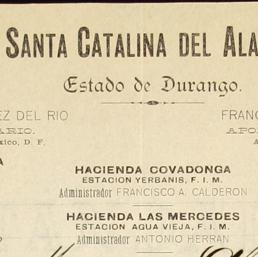 SANTA CATALINA DEL ALA
Estado de Durango.
EZ DEL RIO FRANC
ARIO. APO
xico, D. F.
HACIENDA COVADONGA
ESTACION YERBANIS, F. I. M.
Administrador FRANCISCO A. CALDERON
HACIENDA LAS MERCEDES
ESTACION AGUA VIEJA, F. I. M.
Administrador ANTONIO HERRAN